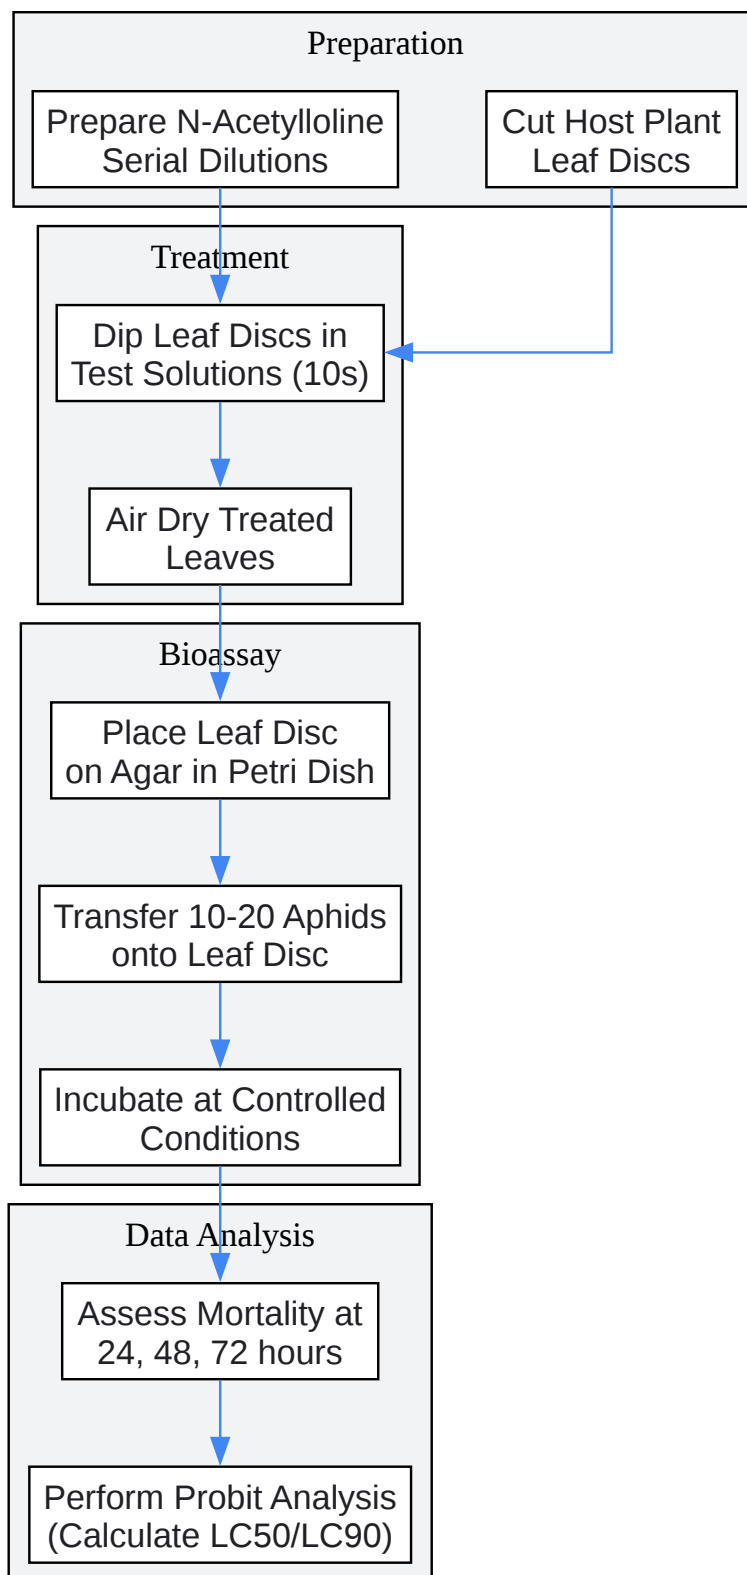 Preparation
Prepare N-Acetylloline
Serial Dilutions
Cut Host Plant
Leaf Discs
Treatment
Dip Leaf Discs in
Test Solutions (10s)
Air Dry Treated
Leaves
Bioassay
Place Leaf Disc
on Agar in Petri Dish
Transfer 10-20 Aphids
onto Leaf Disc
Incubate at Controlled
Conditions
Data Analysis
Assess Mortality at
24, 48, 72 hours
Perform Probit Analysis
(Calculate LC50/LC90)